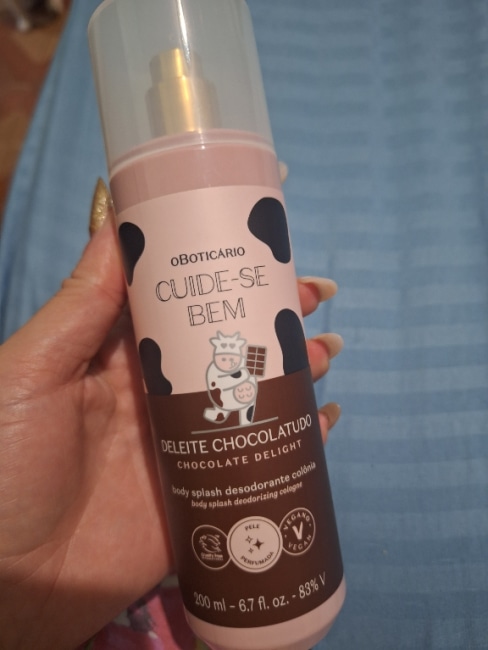 oBOTICÁRIO
CUIDE-SE
BEM
DELEITE CHOCOLATUDO
CHOCOLATE DELIGHT
body splash desodorante colônia
body splash deodorizing cologne
PELE
PERFUMADA
VEGANO
V
VEGAN
200 ml – 6.7 fl. oz. – 83% V